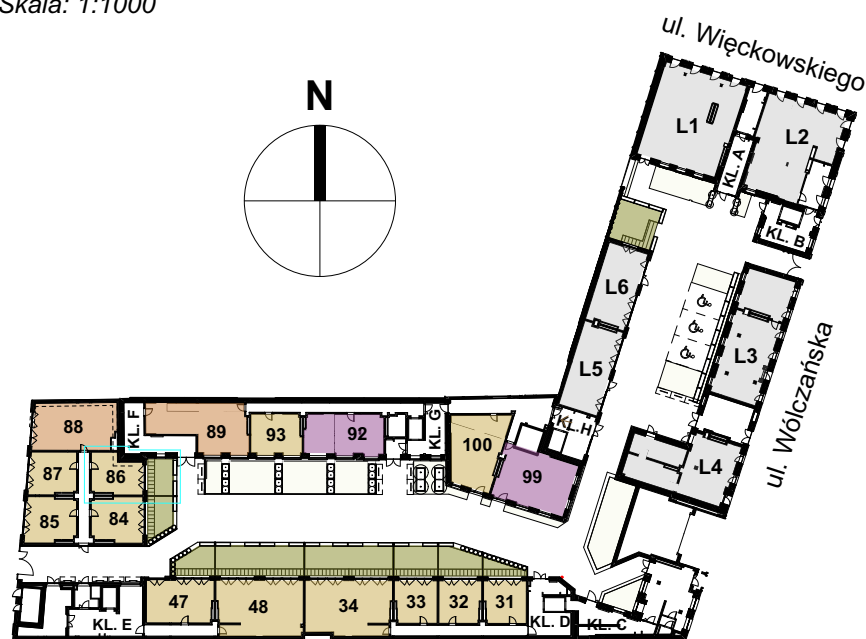 Skala: 1:1000
ul. Więckowskiego
N
L1
L2
KL. A
KL. B
L6
L3
L5
ul. Wólczańska
KL.H
L4
88
KL. F
89
93
92
KL. G
100
99
87
86
85
84
47
48
34
33
32
31
KL. E
KL. D
KL. C